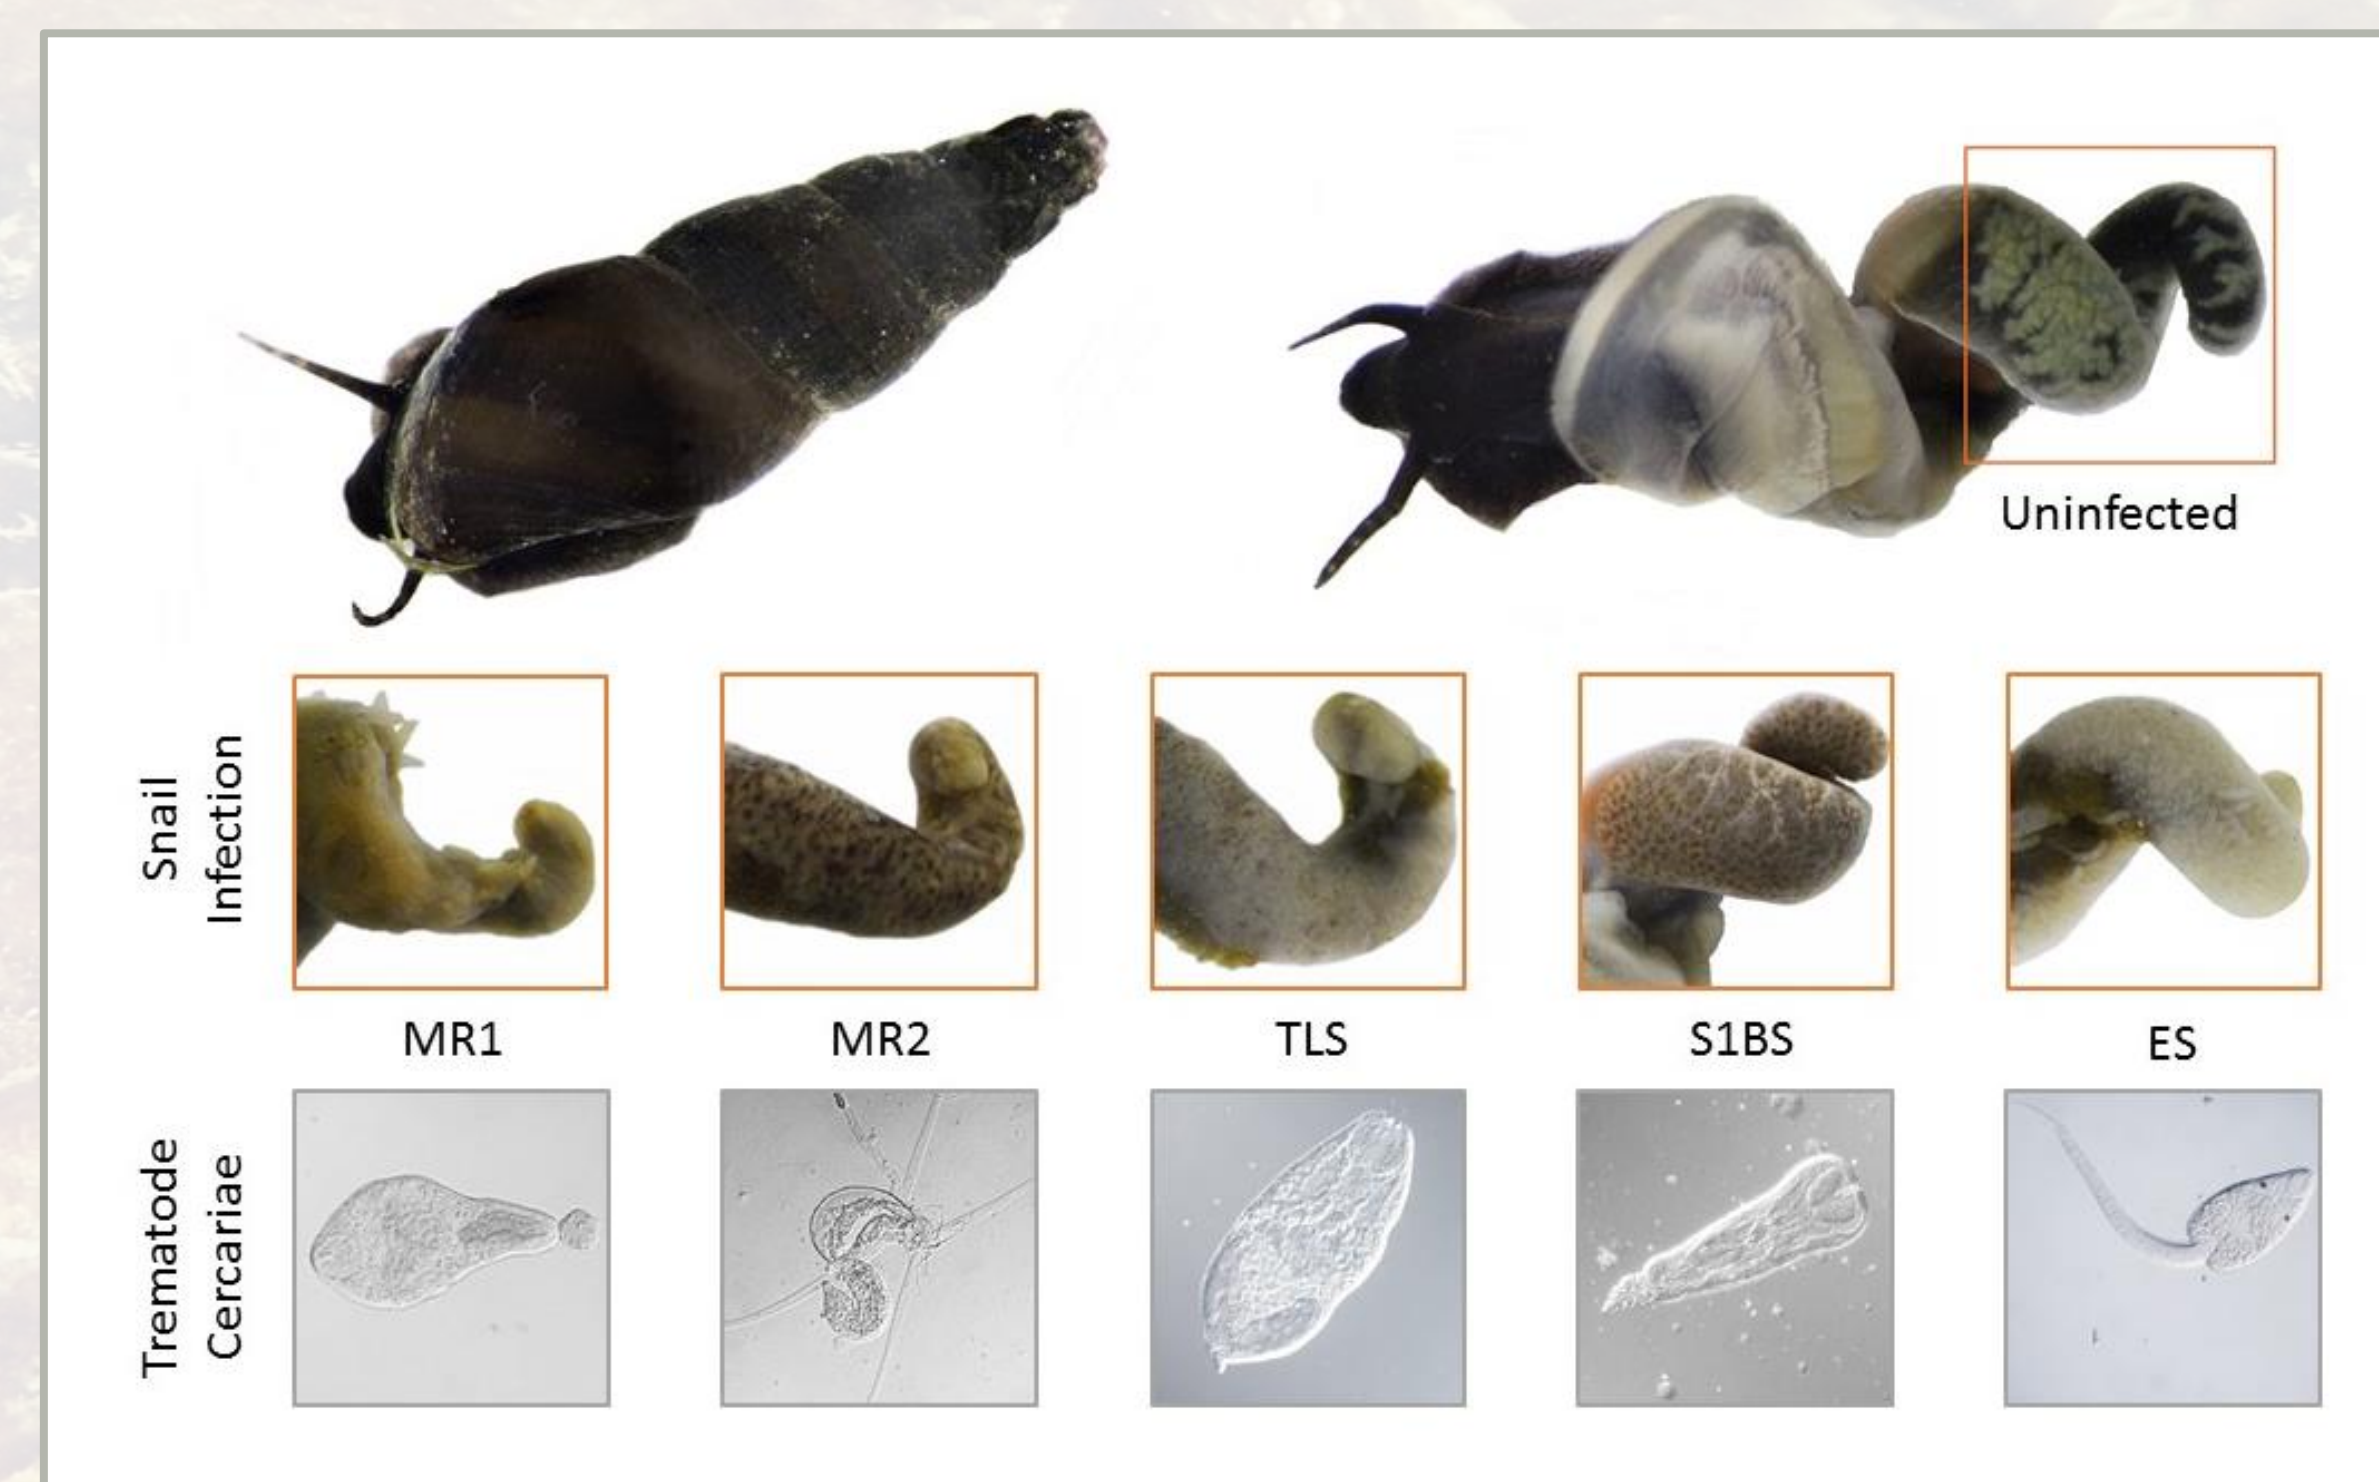 Uninfected
Snail
Infection
MR1
MR2
TLS
S1BS
ES
Trematode
Cercariae